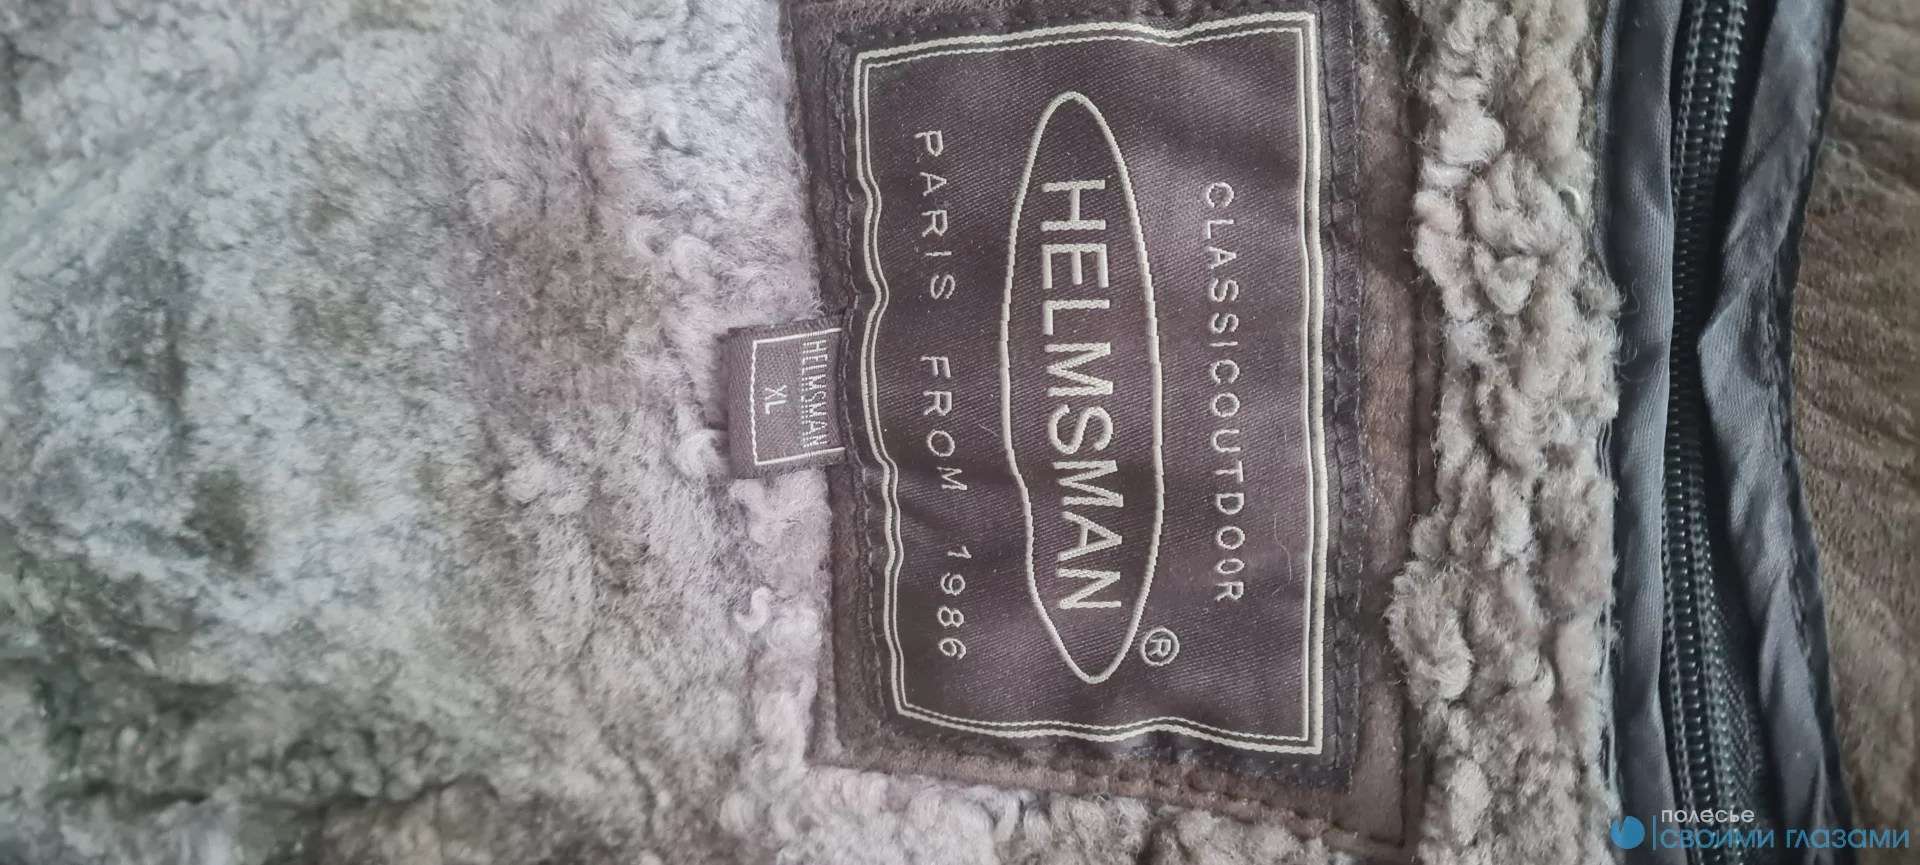 CLASSICOUTDOOR
HELMSMAN®
PARIS FROM 1986
HELMSMAN
XL
полесье
своими глазами